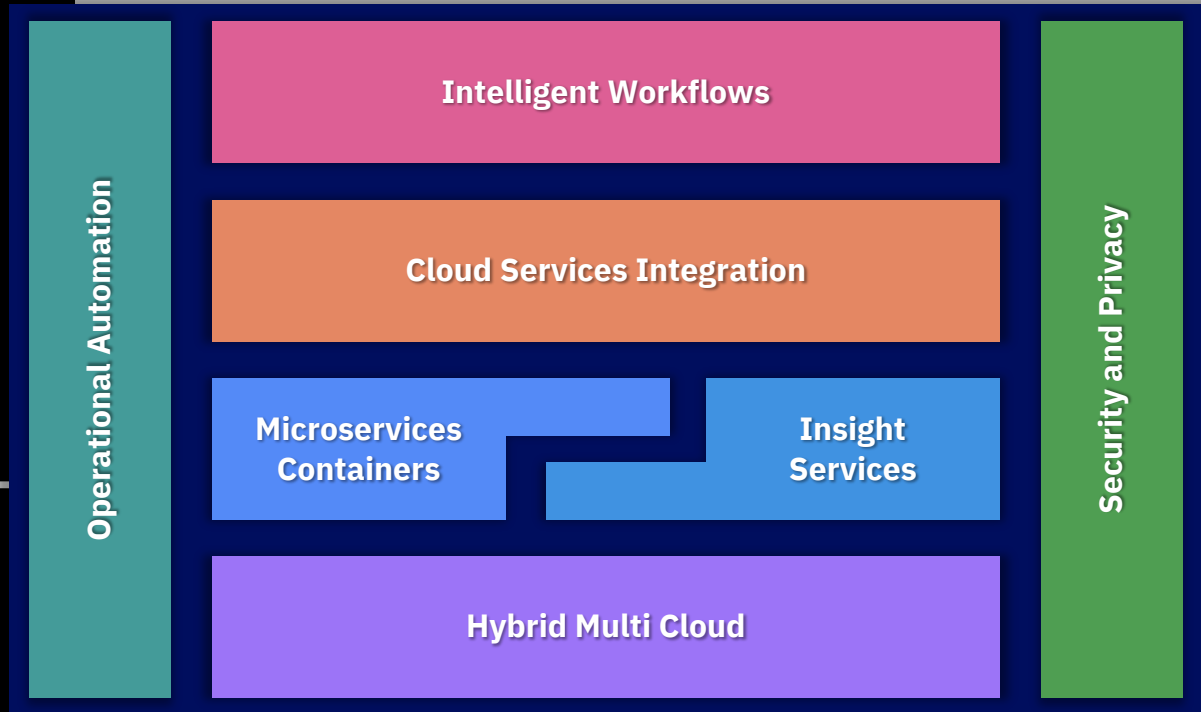 Operational Automation
Intelligent Workflows
Cloud Services Integration
Microservices
Containers
Insight
Services
Hybrid Multi Cloud
Security and Privacy